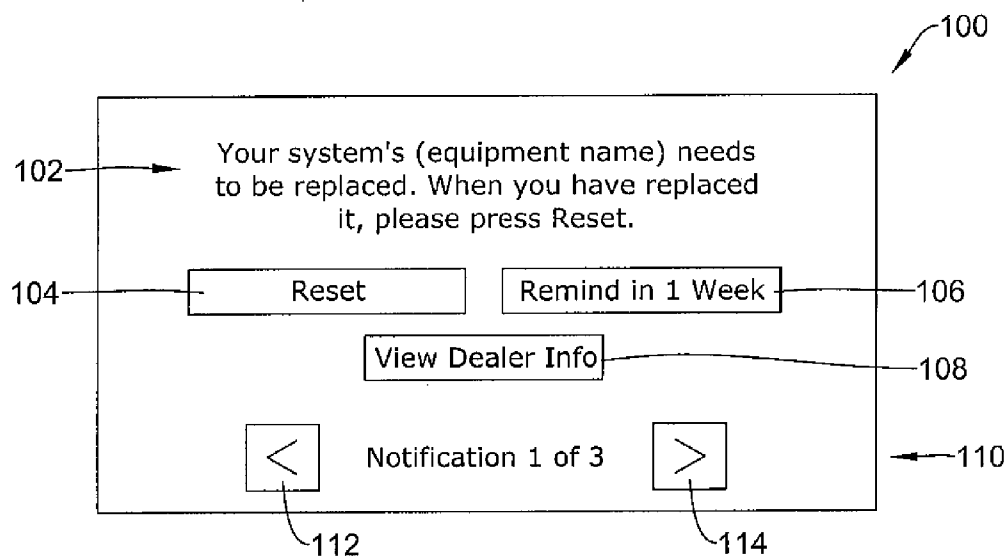 100
102
Your system's (equipment name) needs
to be replaced. When you have replaced
it, please press Reset.
104
Reset
Remind in 1 Week
106
View Dealer Info
108
<
Notification 1 of 3
>
110
112
114